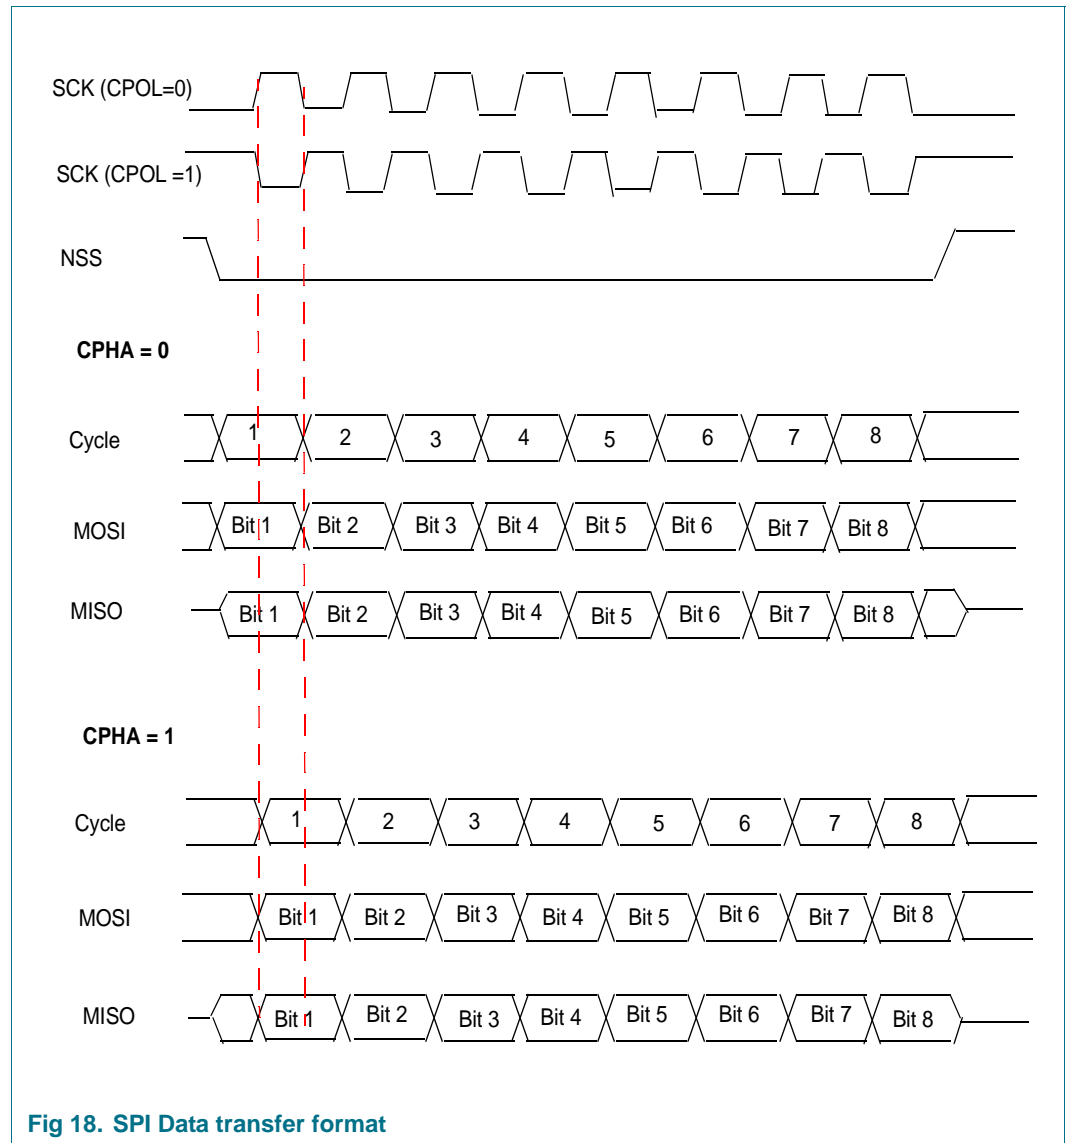 SCK (CPOL=0)
SCK (CPOL =1)
NSS
CPHA = 0
Cycle 1 2 3 4 5 6 7 8
MOSI Bit 1 Bit 2 Bit 3 Bit 4 Bit 5 Bit 6 Bit 7 Bit 8
MISO Bit 1 Bit 2 Bit 3 Bit 4 Bit 5 Bit 6 Bit 7 Bit 8
CPHA = 1
Cycle 1 2 3 4 5 6 7 8
MOSI Bit 1 Bit 2 Bit 3 Bit 4 Bit 5 Bit 6 Bit 7 Bit 8
MISO Bit 1 Bit 2 Bit 3 Bit 4 Bit 5 Bit 6 Bit 7 Bit 8
Fig 18. SPI Data transfer format